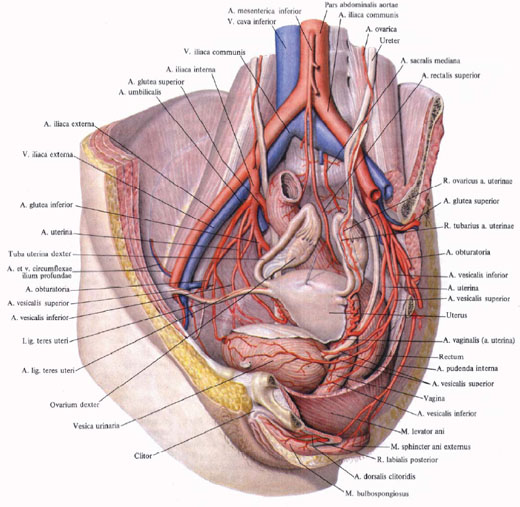 A. mesenterica inferior
V. cava inferior
V. iliaca communis
A. iliaca interna
A. glutea superior
A. umbilicalis
A. iliaca externa
V. iliaca externa
A. glutea inferior
A. uterina
Tuba uterina dexter
A. et v. circumflexae
ilium profundae
A. obturatoria
A. vesicalis superior
A. vesicalis inferior
Lig. teres uteri
A. lig. teres uteri
Ovarium dexter
Vesica urinaria
Clitor
Pars abdominalis aortae
A. iliaca communis
A. ovarica
Ureter
A. sacralis mediana
A. rectalis superior
R. ovaricus a. uterinae
A. glutea superior
R. tubarius a. uterinae
A. obturatoria
A. vesicalis inferior
A. uterina
A. vesicalis superior
Uterus
A. vaginalis (a. uterina)
Rectum
A. pudenda interna
A. vesicalis superior
Vagina
A. vesicalis inferior
M. levator ani
M. sphincter ani externus
R. labialis posterior
A. dorsalis clitoridis
M. bulbospongiosus